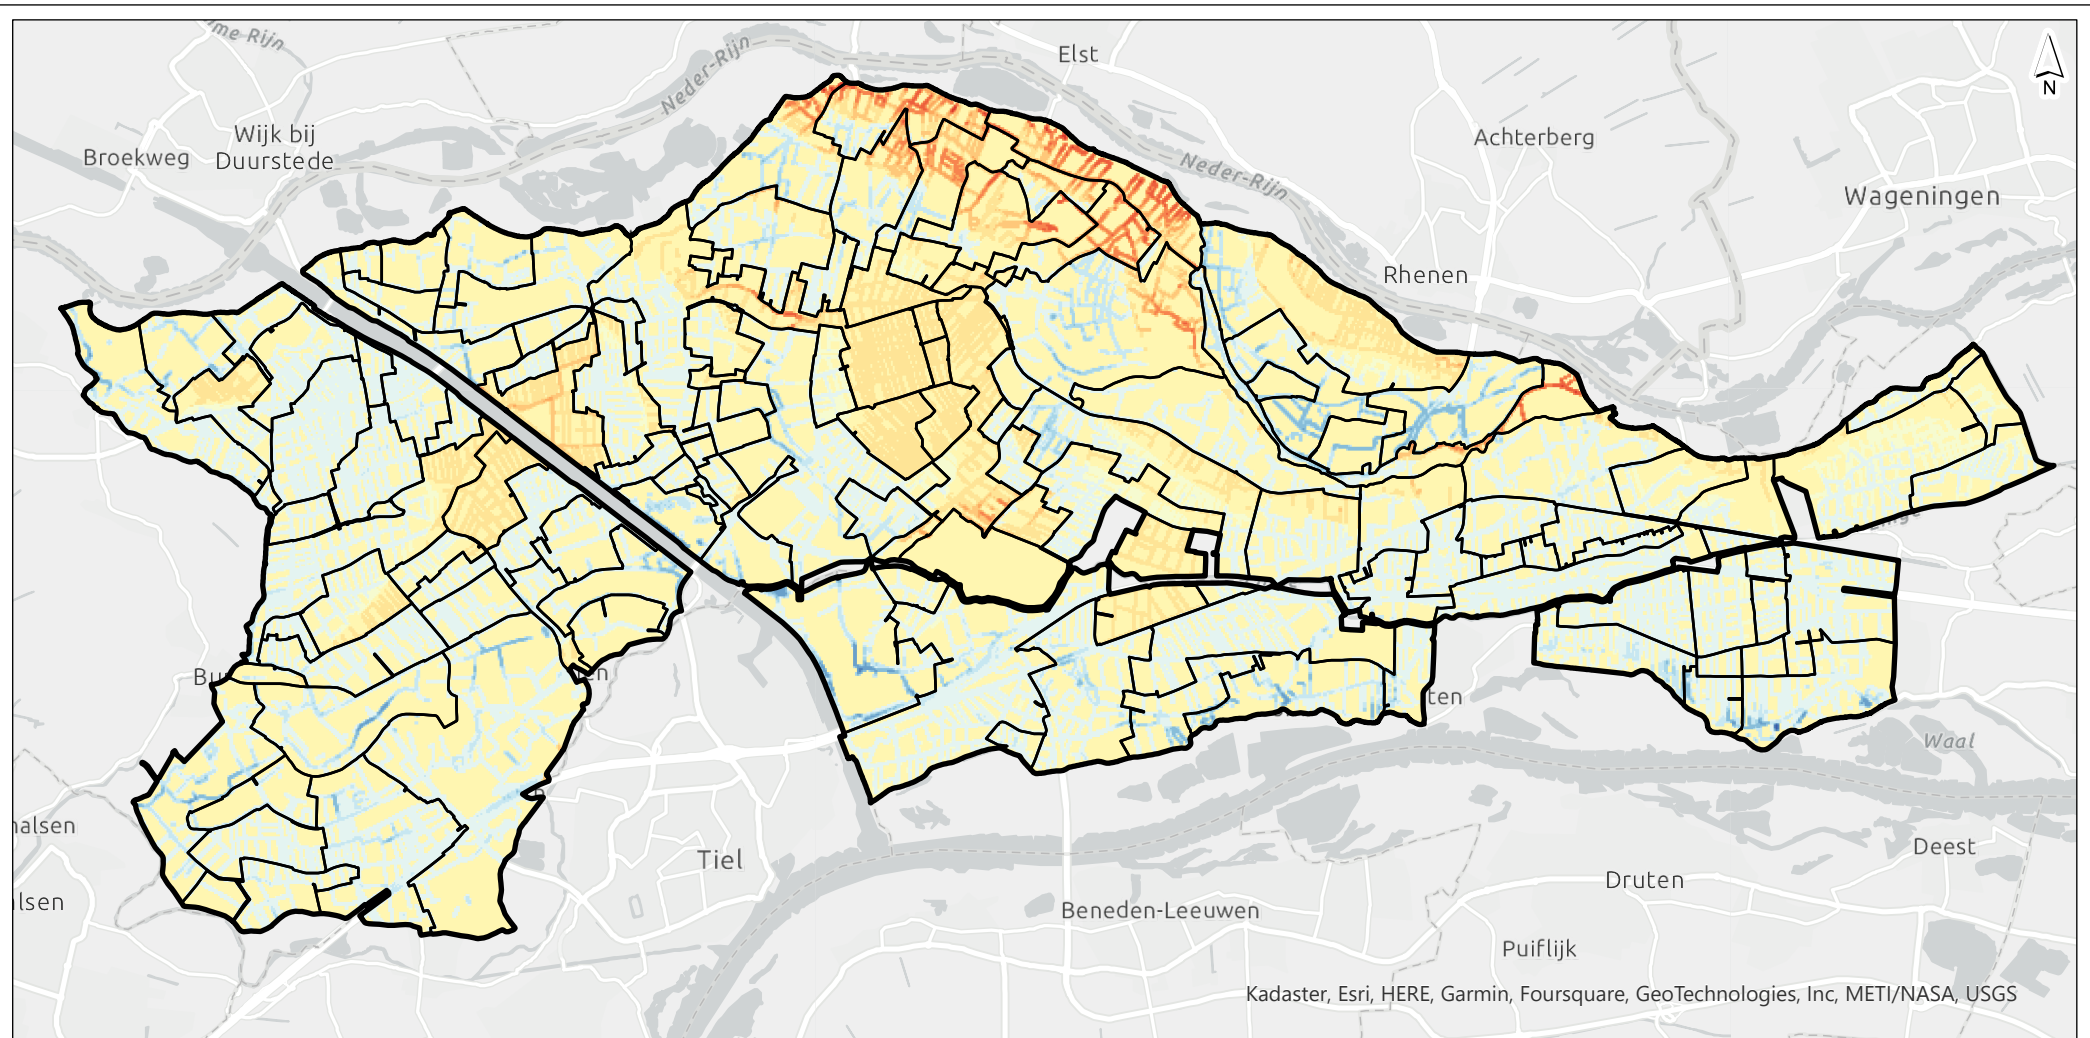 me Rijn
Neder-Rijn
Elst
N
Wijk bij
Duurstede
Broekweg
Achterberg
Neder-Rijn
Wageningen
Rhenen
Bu
en
ten
Waal
nalsen
Tiel
Deest
Druten
alsen
Beneden-Leeuwen
Puiflijk
Kadaster, Esri, HERE, Garmin, Foursquare, GeoTechnologies, Inc, METI/NASA, USGS